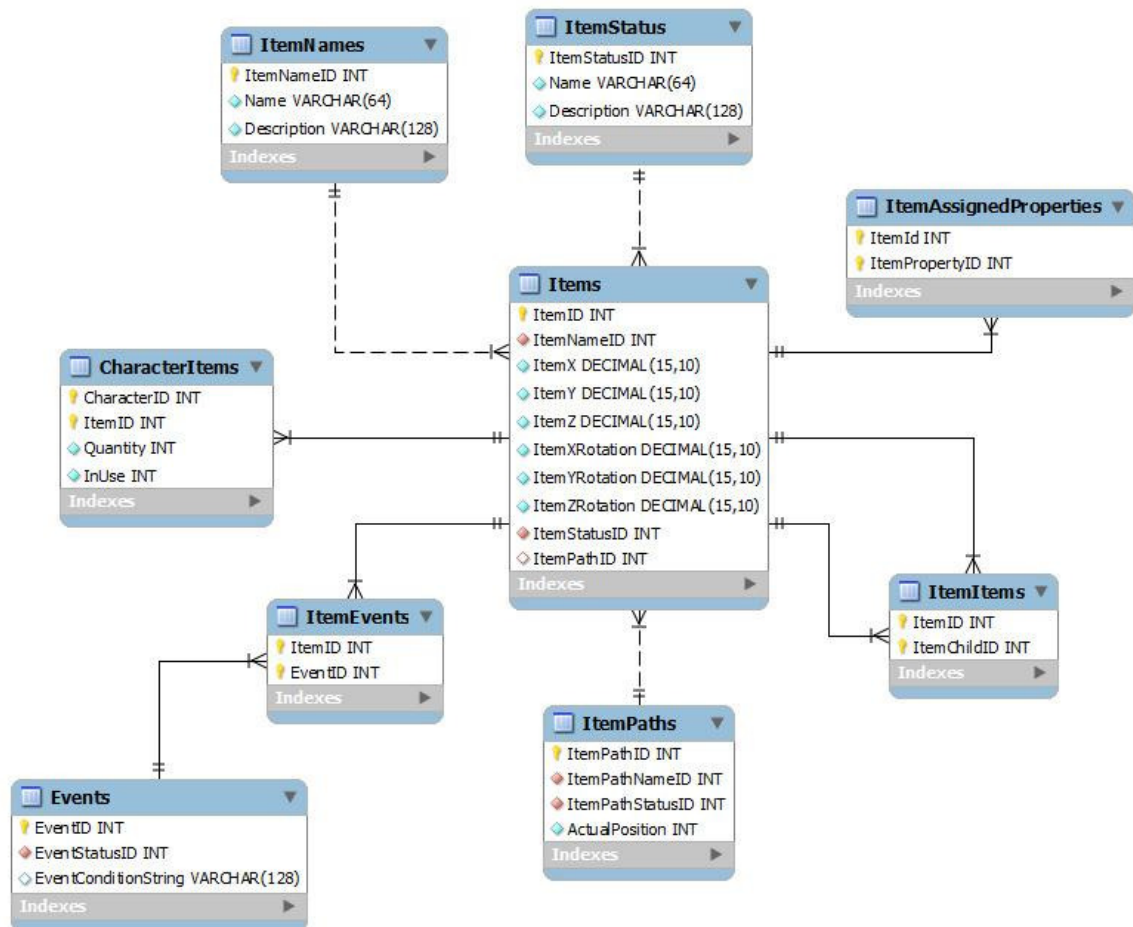 ItemNames
ItemNameID INT
Name VARCHAR(64)
Description VARCHAR(128)
Indexes
ItemStatus
ItemStatusID INT
Name VARCHAR(64)
Description VARCHAR(128)
Indexes
ItemAssignedProperties
ItemId INT
ItemPropertyID INT
Indexes
Items
ItemID INT
ItemNameID INT
ItemX DECIMAL(15,10)
ItemY DECIMAL(15,10)
ItemZ DECIMAL(15,10)
ItemXRotation DECIMAL(15,10)
ItemYRotation DECIMAL(15,10)
ItemZRotation DECIMAL(15,10)
ItemStatusID INT
ItemPathID INT
Indexes
CharacterItems
CharacterID INT
ItemID INT
Quantity INT
InUse INT
Indexes
ItemEvents
ItemID INT
EventID INT
Indexes
ItemItems
ItemID INT
ItemChildID INT
Indexes
ItemPaths
ItemPathID INT
ItemPathNameID INT
ItemPathStatusID INT
ActualPosition INT
Indexes
Events
EventID INT
EventStatusID INT
EventConditionString VARCHAR(128)
Indexes